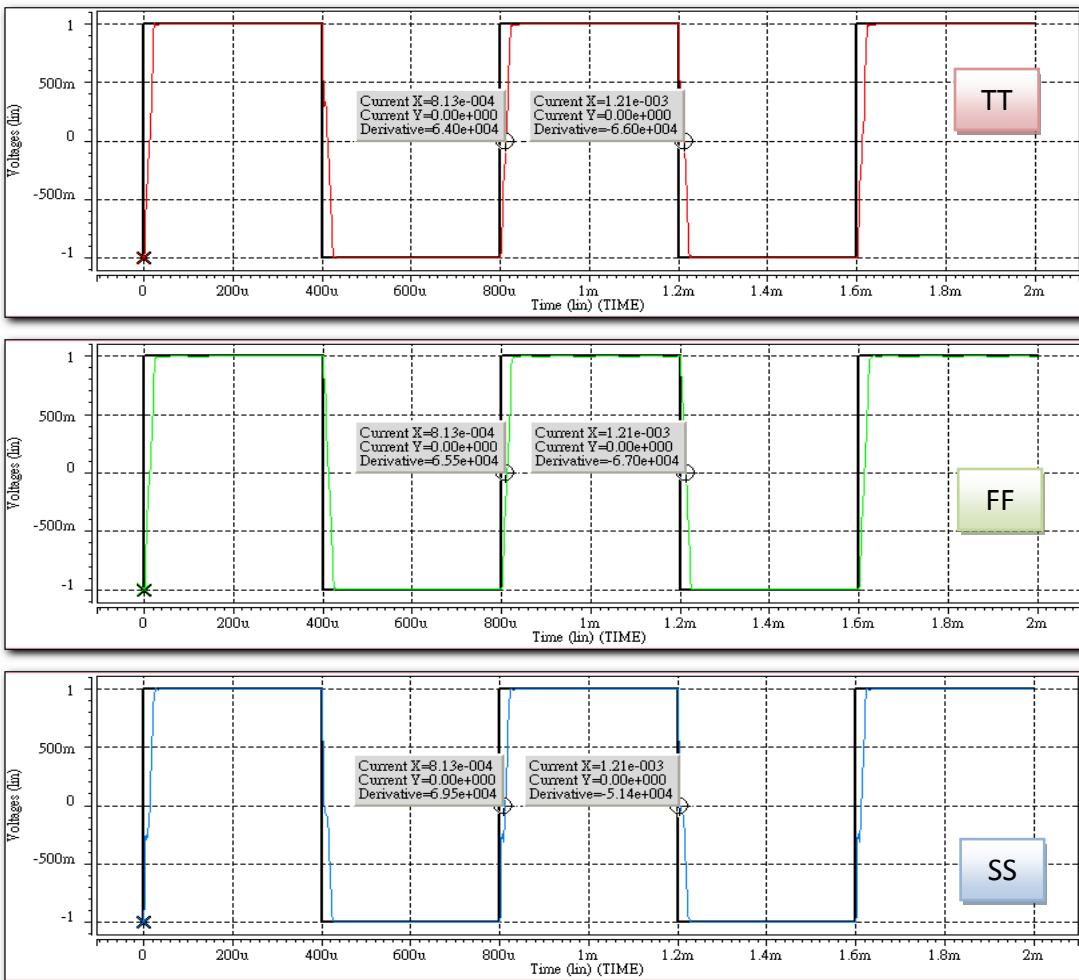 1
500m
0
-500m
-1
Voltages (lin)
Current X=8.13e-004
Current Y=0.00e+000
Derivative=6.40e+004
Current X=1.21e-003
Current Y=0.00e+000
Derivative=-6.60e+004
TT
0 200u 400u 600u 800u 1m 1.2m 1.4m 1.6m 1.8m 2m
Time (lin) (TIME)
1
500m
0
-500m
-1
Voltages (lin)
Current X=8.13e-004
Current Y=0.00e+000
Derivative=6.55e+004
Current X=1.21e-003
Current Y=0.00e+000
Derivative=-6.70e+004
FF
0 200u 400u 600u 800u 1m 1.2m 1.4m 1.6m 1.8m 2m
Time (lin) (TIME)
1
500m
0
-500m
-1
Voltages (lin)
Current X=8.13e-004
Current Y=0.00e+000
Derivative=6.95e+004
Current X=1.21e-003
Current Y=0.00e+000
Derivative=-5.14e+004
SS
0 200u 400u 600u 800u 1m 1.2m 1.4m 1.6m 1.8m 2m
Time (lin) (TIME)